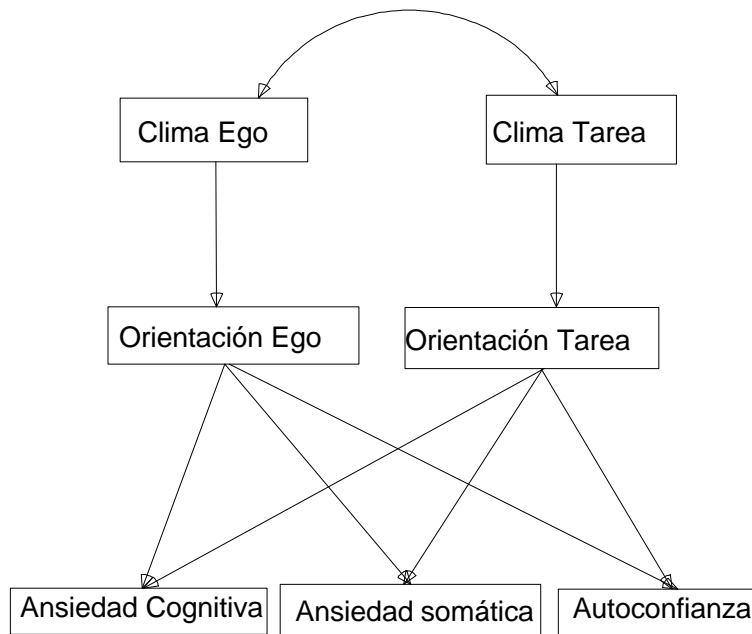 Clima Ego
Clima Tarea
Orientación Ego
Orientación Tarea
Ansiedad Cognitiva
Ansiedad somática
Autoconfianza